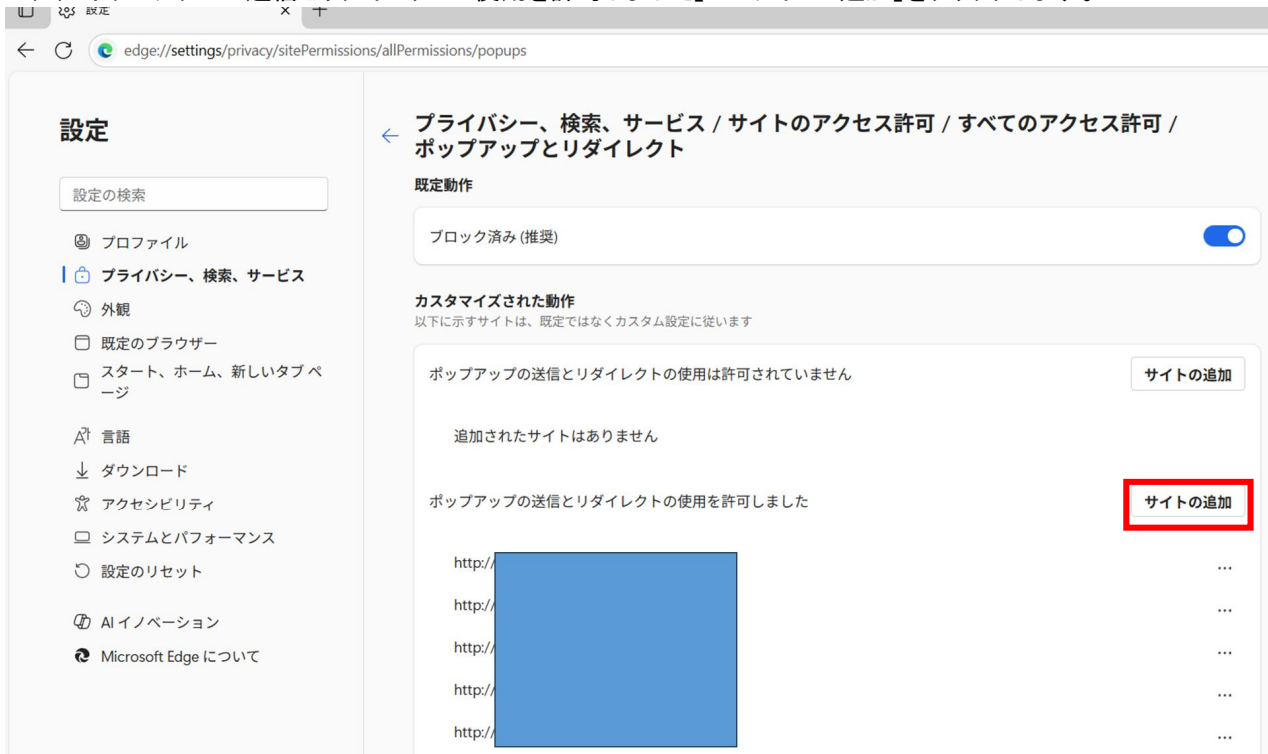 設定
edge://settings/privacy/sitePermissions/allPermissions/popups
設定
設定の検索
プロファイル
プライバシー、検索、サービス
外観
既定のブラウザー
スタート、ホーム、新しいタブ ペ
ージ
言語
ダウンロード
アクセシビリティ
システムとパフォーマンス
設定のリセット
AI イノベーション
Microsoft Edge について
プライバシー、検索、サービス / サイトのアクセス許可 / すべてのアクセス許可 /
ポップアップとリダイレクト
既定動作
ブロック済み (推奨)
カスタマイズされた動作
以下に示すサイトは、既定ではなくカスタム設定に従います
ポップアップの送信とリダイレクトの使用は許可されていません
サイトの追加
追加されたサイトはありません
ポップアップの送信とリダイレクトの使用を許可しました
サイトの追加
http://
http://
http://
http://
http://